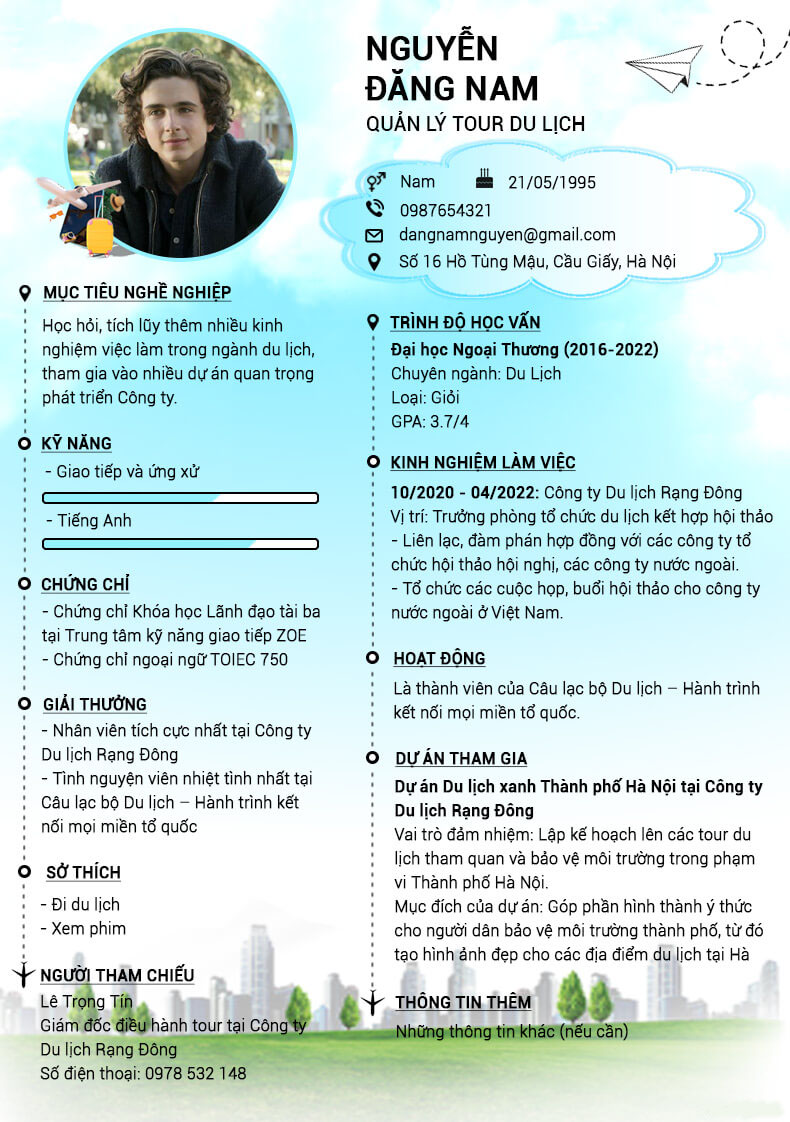 NGUYỄN
ĐĂNG NAM
QUẢN LÝ TOUR DU LỊCH
Nam 21/05/1995
0987654321
dangnamnguyen@gmail.com
Số 16 Hồ Tùng Mậu, Cầu Giấy, Hà Nội
MỤC TIÊU NGHỀ NGHIỆP
Học hỏi, tích lũy thêm nhiều kinh
nghiệm việc làm trong ngành du lịch,
tham gia vào nhiều dự án quan trọng
phát triển Công ty.
KỸ NĂNG
- Giao tiếp và ứng xử
- Tiếng Anh
CHỨNG CHỈ
- Chứng chỉ Khóa học Lãnh đạo tài ba
tại Trung tâm kỹ năng giao tiếp ZOE
- Chứng chỉ ngoại ngữ TOIEC 750
GIẢI THƯỞNG
- Nhân viên tích cực nhất tại Công ty
Du lịch Rạng Đông
- Tình nguyện viên nhiệt tình nhất tại
Câu lạc bộ Du lịch – Hành trình kết
nối mọi miền tổ quốc
SỞ THÍCH
- Đi du lịch
- Xem phim
NGƯỜI THAM CHIẾU
Lê Trọng Tín
Giám đốc điều hành tour tại Công ty
Du lịch Rạng Đông
Số điện thoại: 0978 532 148
TRÌNH ĐỘ HỌC VẤN
Đại học Ngoại Thương (2016-2022)
Chuyên ngành: Du Lịch
Loại: Giỏi
GPA: 3.7/4
KINH NGHIỆM LÀM VIỆC
10/2020 - 04/2022: Công ty Du lịch Rạng Đông
Vị trí: Trưởng phòng tổ chức du lịch kết hợp hội thảo
- Liên lạc, đàm phán hợp đồng với các công ty tổ
chức hội thảo hội nghị, các công ty nước ngoài.
- Tổ chức các cuộc họp, buổi hội thảo cho công ty
nước ngoài ở Việt Nam.
HOẠT ĐỘNG
Là thành viên của Câu lạc bộ Du lịch – Hành trình
kết nối mọi miền tổ quốc.
DỰ ÁN THAM GIA
Dự án Du lịch xanh Thành phố Hà Nội tại Công ty
Du lịch Rạng Đông
Vai trò đảm nhiệm: Lập kế hoạch lên các tour du
lịch tham quan và bảo vệ môi trường trong phạm
vi Thành phố Hà Nội.
Mục đích của dự án: Góp phần hình thành ý thức
cho người dân bảo vệ môi trường thành phố, từ đó
tạo hình ảnh đẹp cho các địa điểm du lịch tại Hà
THÔNG TIN THÊM
Những thông tin khác (nếu cần)